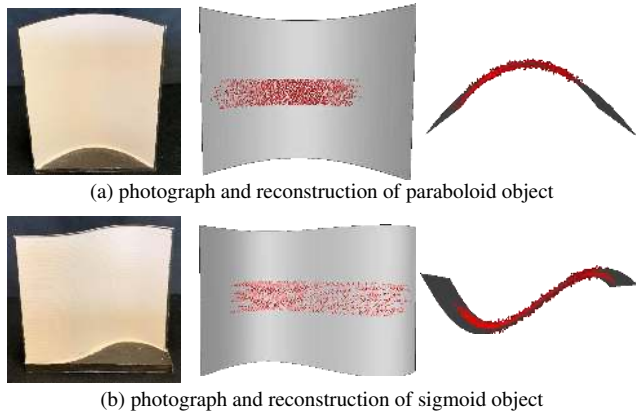 (a) photograph and reconstruction of paraboloid object
(b) photograph and reconstruction of sigmoid object